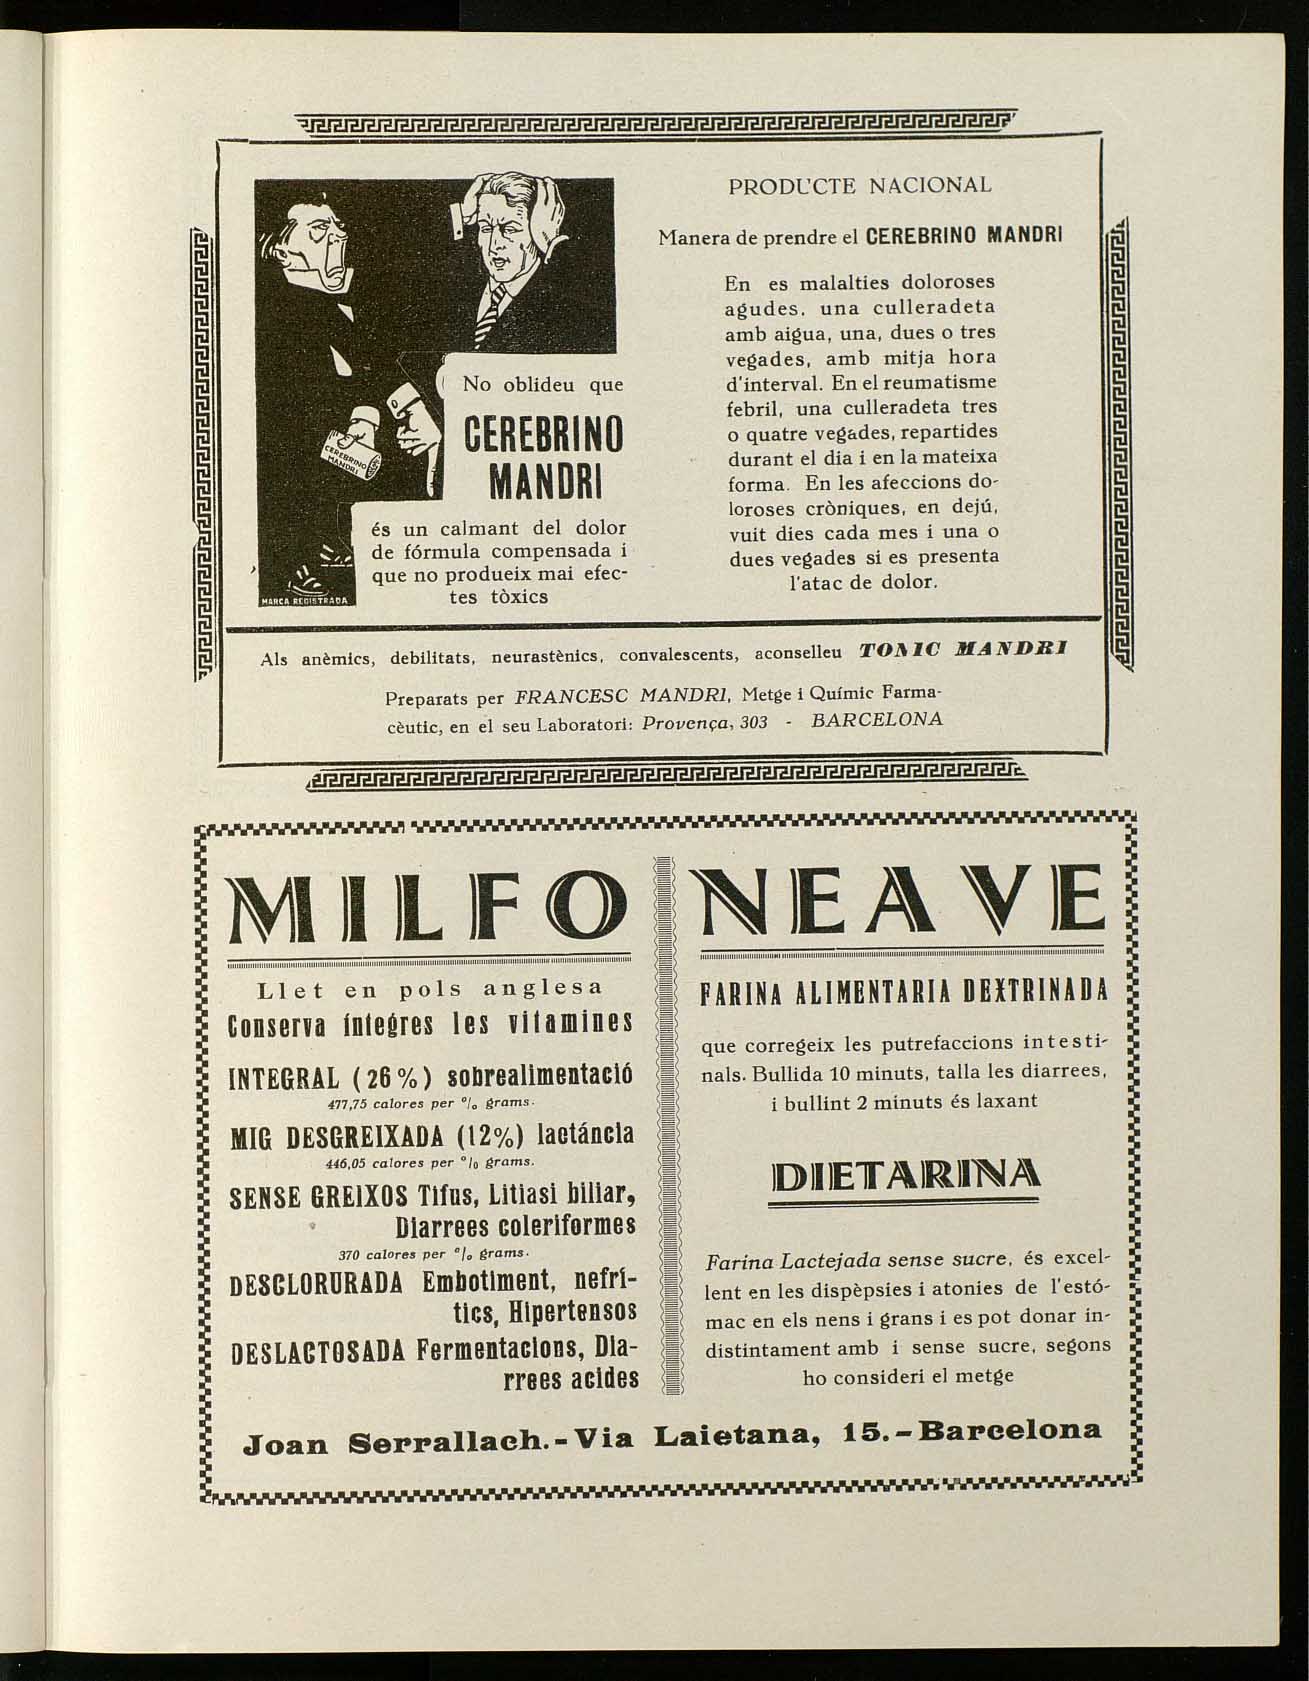 PRODUCTE NACIONAL
Manera de prendre el CEREBRINO MANDRI
En es malalties doloroses
agudes, una culleradeta
amb aigua, una, dues o tres
vegades, amb mitja hora
d'interval. En el reumatisme
febril, una culleradeta tres
o quatre vegades, repartides
durant el dia i en la mateixa
forma. En les afeccions do-
loroses cròniques, en dejú,
vuit dies cada mes i una o
dues vegades si es presenta
l'atac de dolor.
CEREBRINO
MANDRI
MARCA REGISTRADA
No oblideu que
CEREBRINO
MANDRI
és un calmant del dolor
de fórmula compensada i
que no produeix mai efec-
tes tòxics
Als anèmics, debilitats, neurastènics, convalescents, aconselleu TONIC MANDRI
Preparats per FRANCESC MANDRI, Metge i Químic Farma-
cèutic, en el seu Laboratori: Provença, 303 - BARCELONA
MILFO
Llet en pols anglesa
Conserva íntegres les vitamines
INTEGRAL (26%) sobrealimentació
477,75 calores per % grams.
MIG DESGREIXADA (12%) lactáncia
446,05 calores per % grams.
SENSE GREIXOS Tifus, Litiasi biliar,
Diarrees coleriformes
370 calores per % grams.
DESCLORURADA Embotiment, nefrí-
tics, Hipertensos
DESLACTOSADA Fermentacions, Dia-
rrees acides
NEAVE
FARINA ALIMENTARIA DEXTRINADA
que corregeix les putrefaccions intesti-
nals. Bullida 10 minuts, talla les diarrees,
i bullint 2 minuts és laxant
DIETARINA
Farina Lactejada sense sucre, és excel-
lent en les dispèpsies i atonies de l'estó-
mac en els nens i grans i es pot donar in-
distintament amb i sense sucre, segons
ho consideri el metge
Joan Serrallach.-Via Laietana, 15.-Barcelona